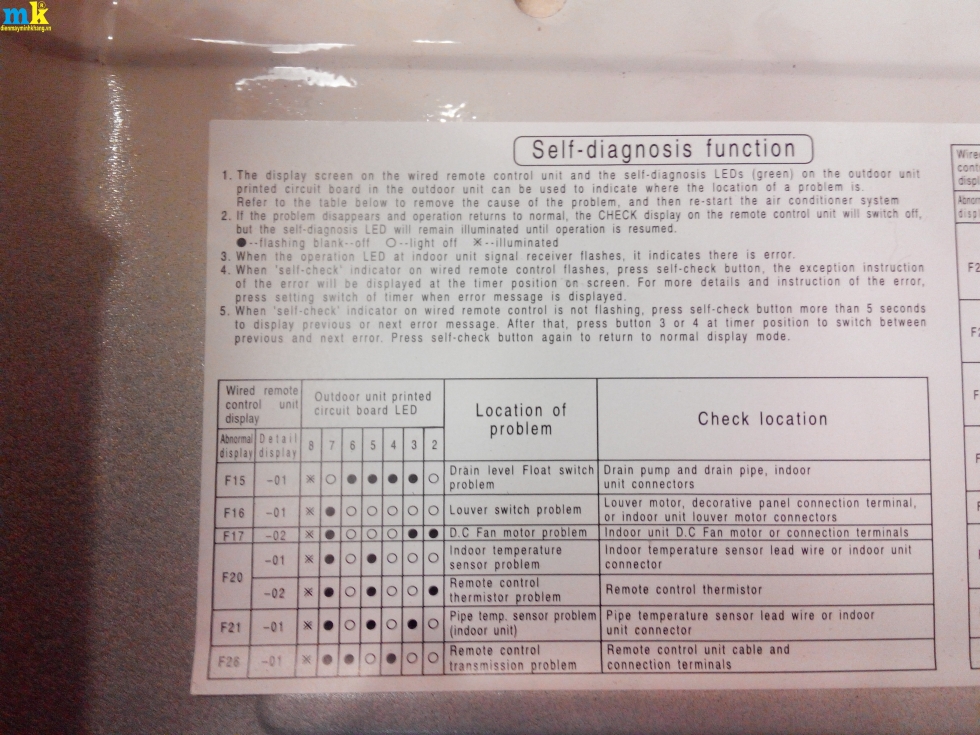 mk
dienmayminhkhang.vn
Self-diagnosis function
1. The display screen on the wired remote control unit and the self-diagnosis LEDs (green) on the outdoor unit
printed circuit board in the outdoor unit can be used to indicate where the location of a problem is.
Refer to the table below to remove the cause of the problem, and then re-start the air conditioner system
2. If the problem disappears and operation returns to normal, the CHECK display on the remote control unit will switch off,
but the self-diagnosis LED will remain illuminated until operation is resumed.
●--flashing blank--off ○--light off ※--illuminated
3. When the operation LED at indoor unit signal receiver flashes, it indicates there is error.
4. When 'self-check' indicator on wired remote control flashes, press self-check button, the exception instruction
of the error will be displayed at the timer position on screen. For more details and instruction of the error,
press setting switch of timer when error message is displayed.
5. When 'self-check' indicator on wired remote control is not flashing, press self-check button more than 5 seconds
to display previous or next error message. After that, press button 3 or 4 at timer position to switch between
previous and next error. Press self-check button again to return to normal display mode.
Wired remote control unit display Outdoor unit printed circuit board LED Location of problem Check location
Abnormal display Detail display 8 7 6 5 4 3 2
F15 -01 ※ ○ ● ● ● ● ○ Drain level Float switch problem Drain pump and drain pipe, indoor unit connectors
F16 -01 ※ ● ○ ○ ○ ○ ○ Louver switch problem Louver motor, decorative panel connection terminal, or indoor unit louver motor connectors
F17 -02 ※ ● ○ ○ ○ ● ● D.C Fan motor problem Indoor unit D.C Fan motor or connection terminals
F20 -01 ※ ● ○ ● ○ ○ ○ Indoor temperature sensor problem Indoor temperature sensor lead wire or indoor unit connector
-02 ※ ● ○ ● ○ ○ ● Remote control thermistor problem Remote control thermistor
F21 -01 ※ ● ○ ● ○ ● ○ Pipe temp. sensor problem (indoor unit) Pipe temperature sensor lead wire or indoor unit connector
F26 -01 ※ ● ● ○ ● ○ ○ Remote control transmission problem Remote control unit cable and connection terminals